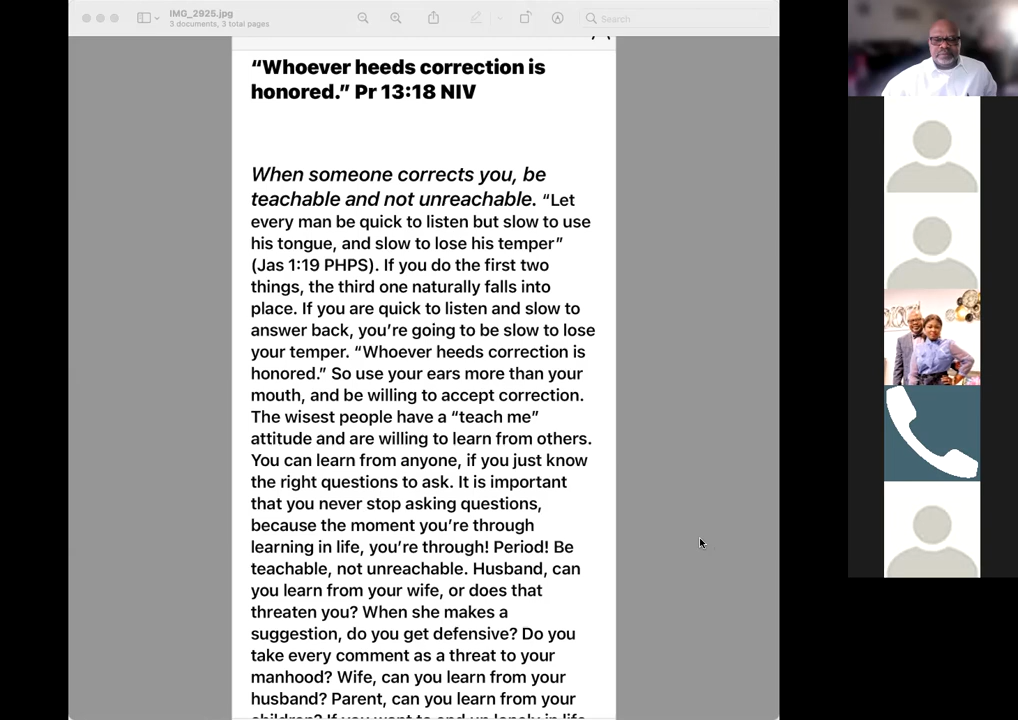 IMG_2925.jpg
3 documents, 3 total pages
Search
“Whoever heeds correction is
honored.” Pr 13:18 NIV
When someone corrects you, be
teachable and not unreachable. “Let
every man be quick to listen but slow to use
his tongue, and slow to lose his temper”
(Jas 1:19 PHPS). If you do the first two
things, the third one naturally falls into
place. If you are quick to listen and slow to
answer back, you’re going to be slow to lose
your temper. “Whoever heeds correction is
honored.” So use your ears more than your
mouth, and be willing to accept correction.
The wisest people have a “teach me”
attitude and are willing to learn from others.
You can learn from anyone, if you just know
the right questions to ask. It is important
that you never stop asking questions,
because the moment you’re through
learning in life, you’re through! Period! Be
teachable, not unreachable. Husband, can
you learn from your wife, or does that
threaten you? When she makes a
suggestion, do you get defensive? Do you
take every comment as a threat to your
manhood? Wife, can you learn from your
husband? Parent, can you learn from your
children? If you want to end up lonely in life